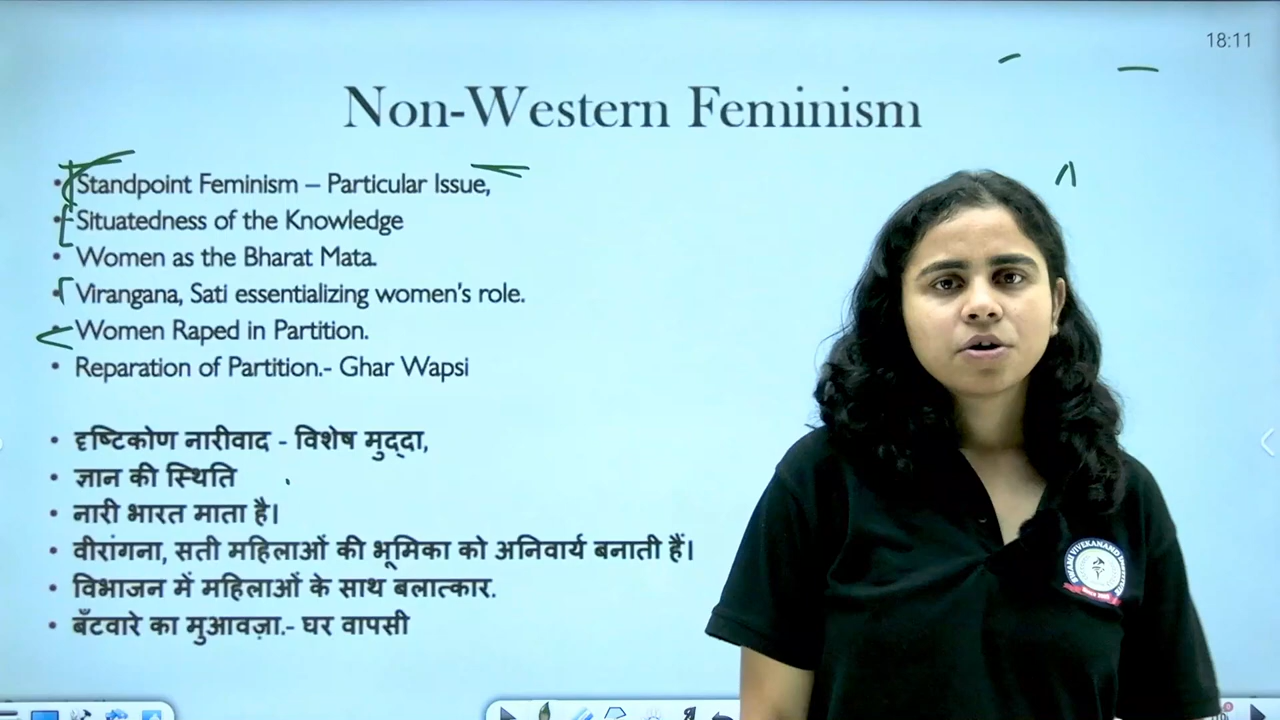 18:11
Non-Western Feminism
• Standpoint Feminism – Particular Issue,
• Situatedness of the Knowledge
• Women as the Bharat Mata.
• Virangana, Sati essentializing women's role.
• Women Raped in Partition.
• Reparation of Partition.- Ghar Wapsi
• दृष्टिकोण नारीवाद - विशेष मुद्दा,
• ज्ञान की स्थिति
• नारी भारत माता है।
• वीरांगना, सती महिलाओं की भूमिका को अनिवार्य बनाती हैं।
• विभाजन में महिलाओं के साथ बलात्कार.
• बँटवारे का मुआवज़ा.- घर वापसी
VIVEKANAND